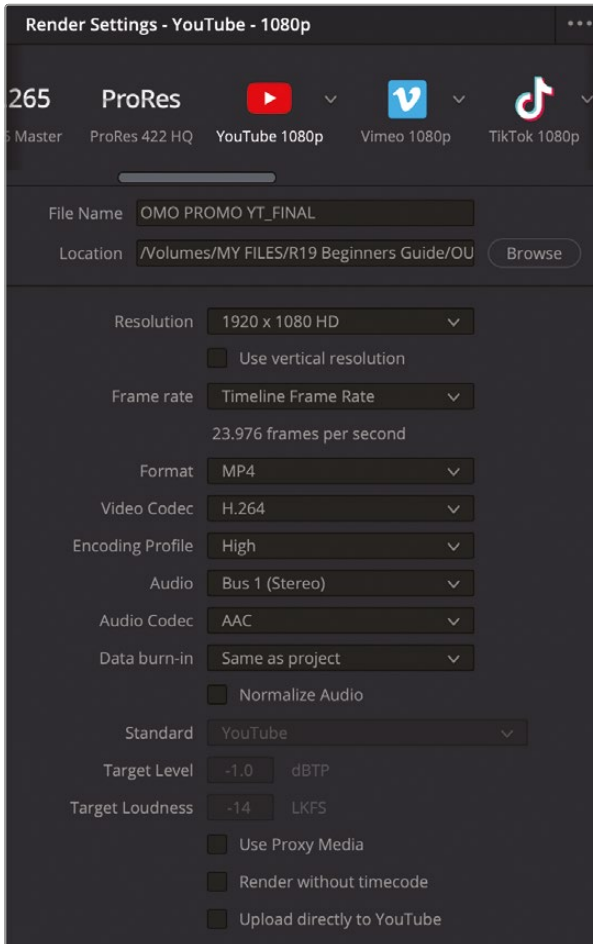 Render Settings - YouTube - 1080p
.265 ProRes
Master ProRes 422 HQ YouTube 1080p Vimeo 1080p TikTok 1080p
File Name OMO PROMO YT_FINAL
Location /Volumes/MY FILES/R19 Beginners Guide/OU Browse
Resolution 1920 x 1080 HD
Use vertical resolution
Frame rate Timeline Frame Rate
23.976 frames per second
Format MP4
Video Codec H.264
Encoding Profile High
Audio Bus 1 (Stereo)
Audio Codec AAC
Data burn-in Same as project
Normalize Audio
Standard YouTube
Target Level -1.0 dBTP
Target Loudness -14 LKFS
Use Proxy Media
Render without timecode
Upload directly to YouTube